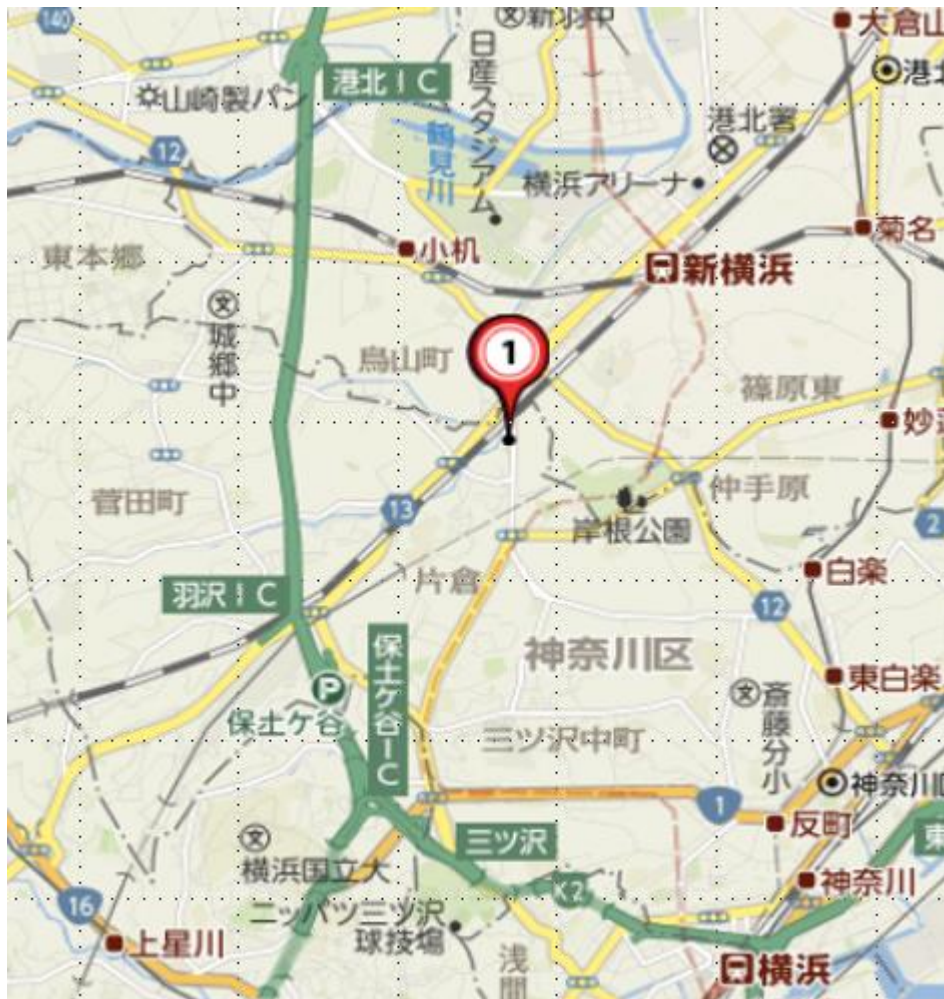 140
新羽中
大倉山
日産スタジアム
港北IC
港北
山崎製パン
鶴見川
港北署
12
横浜アリーナ
小机
菊名
東本郷
新横浜
城郷中
鳥山町
1
篠原東
妙蓮
菅田町
13
岸根公園
仲手原
2
片倉
白楽
羽沢IC
12
保土ケ谷IC
神奈川区
P
東白楽
保土ケ谷
斎藤分小
三ツ沢中町
1
神奈川区
反町
三ツ沢
東
横浜国立大
K2
神奈川
16
ニッパツ三ツ沢
球技場
上星川
浅間
横浜